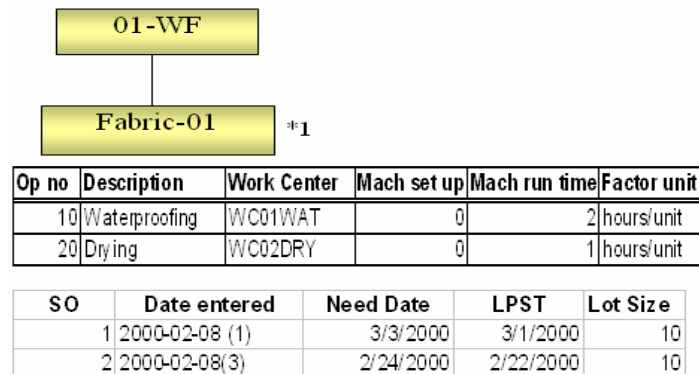 01-WF
Fabric-01 *1
Op no Description Work Center Mach set up Mach run time Factor unit
10 Waterproofing WC01WAT 0 2 hours/unit
20 Drying WC02DRY 0 1 hours/unit
SO Date entered Need Date LPST Lot Size
1 2000-02-08 (1) 3/3/2000 3/1/2000 10
2 2000-02-08(3) 2/24/2000 2/22/2000 10